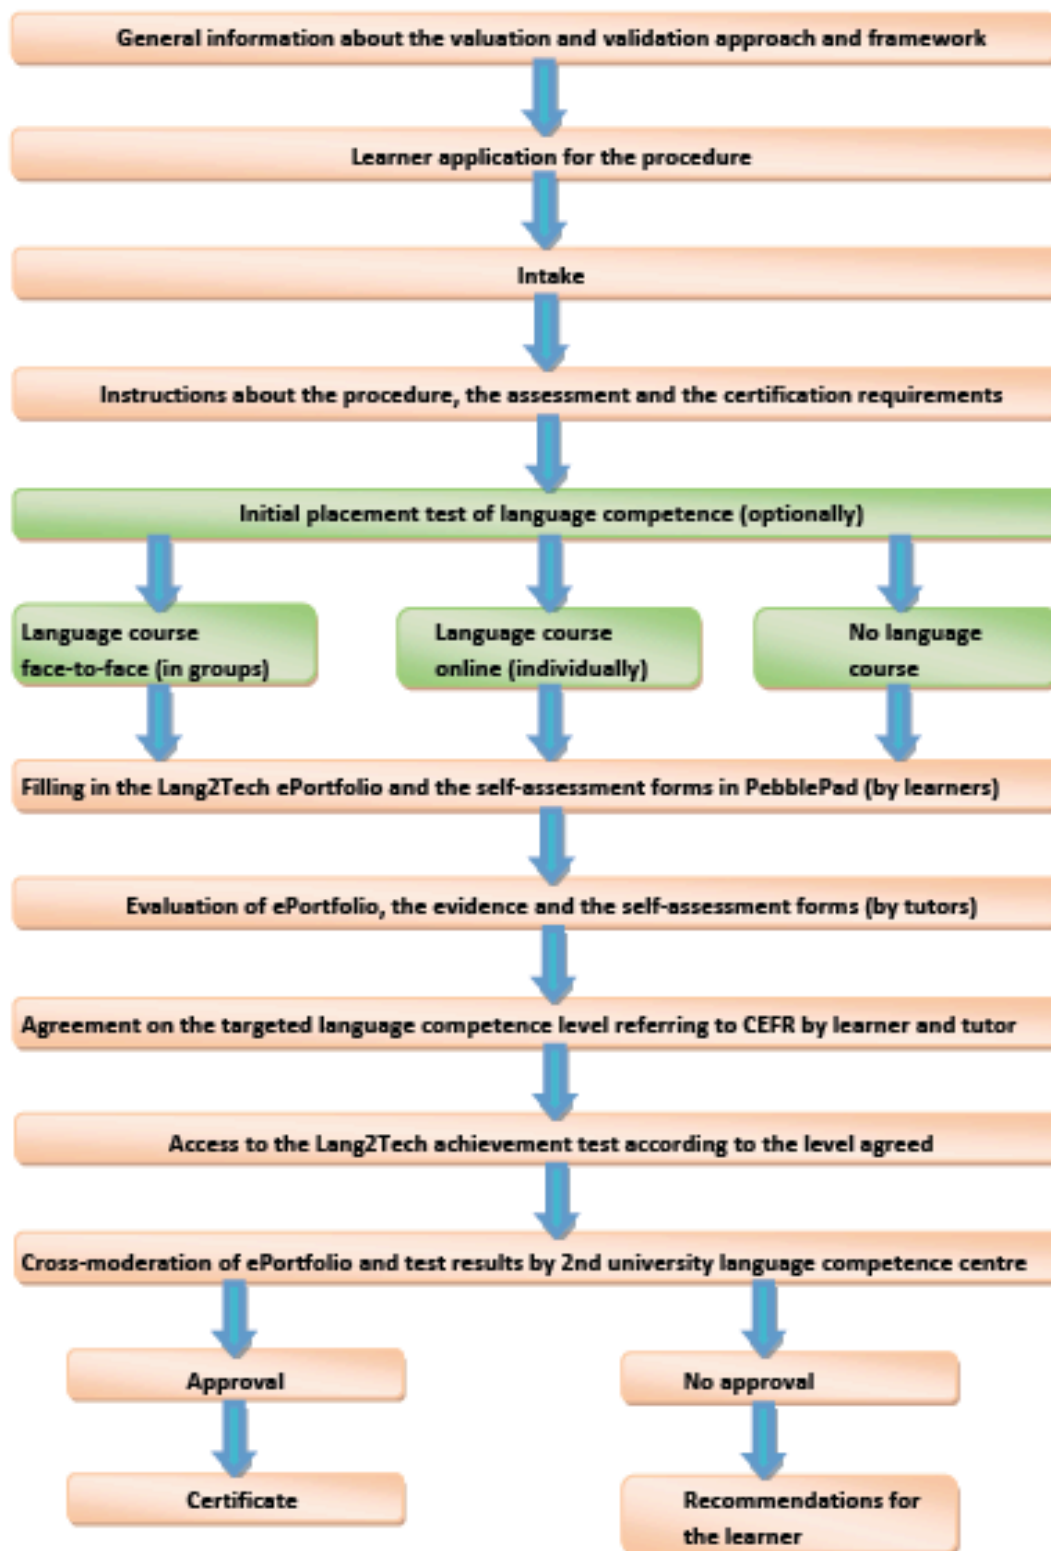 General information about the valuation and validation approach and framework
Learner application for the procedure
Intake
Instructions about the procedure, the assessment and the certification requirements
Initial placement test of language competence (optionally)
Language course
face-to-face (in groups)
Language course
online (individually)
No language
course
Filling in the Lang2Tech ePortfolio and the self-assessment forms in PebblePad (by learners)
Evaluation of ePortfolio, the evidence and the self-assessment forms (by tutors)
Agreement on the targeted language competence level referring to CEFR by learner and tutor
Access to the Lang2Tech achievement test according to the level agreed
Cross-moderation of ePortfolio and test results by 2nd university language competence centre
Approval
No approval
Certificate
Recommendations for
the learner